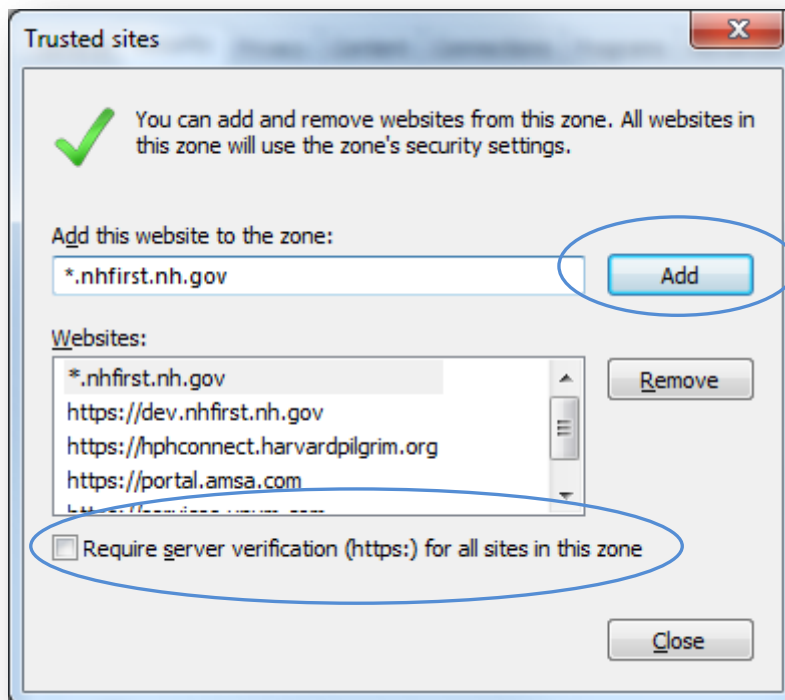 Trusted sites
You can add and remove websites from this zone. All websites in
this zone will use the zone's security settings.
Add this website to the zone:
*.nhfirst.nh.gov
Add
Websites:
*.nhfirst.nh.gov
Remove
https://dev.nhfirst.nh.gov
https://hphconnect.harvardpilgrim.org
https://portal.amsa.com
Require server verification (https:) for all sites in this zone
Close